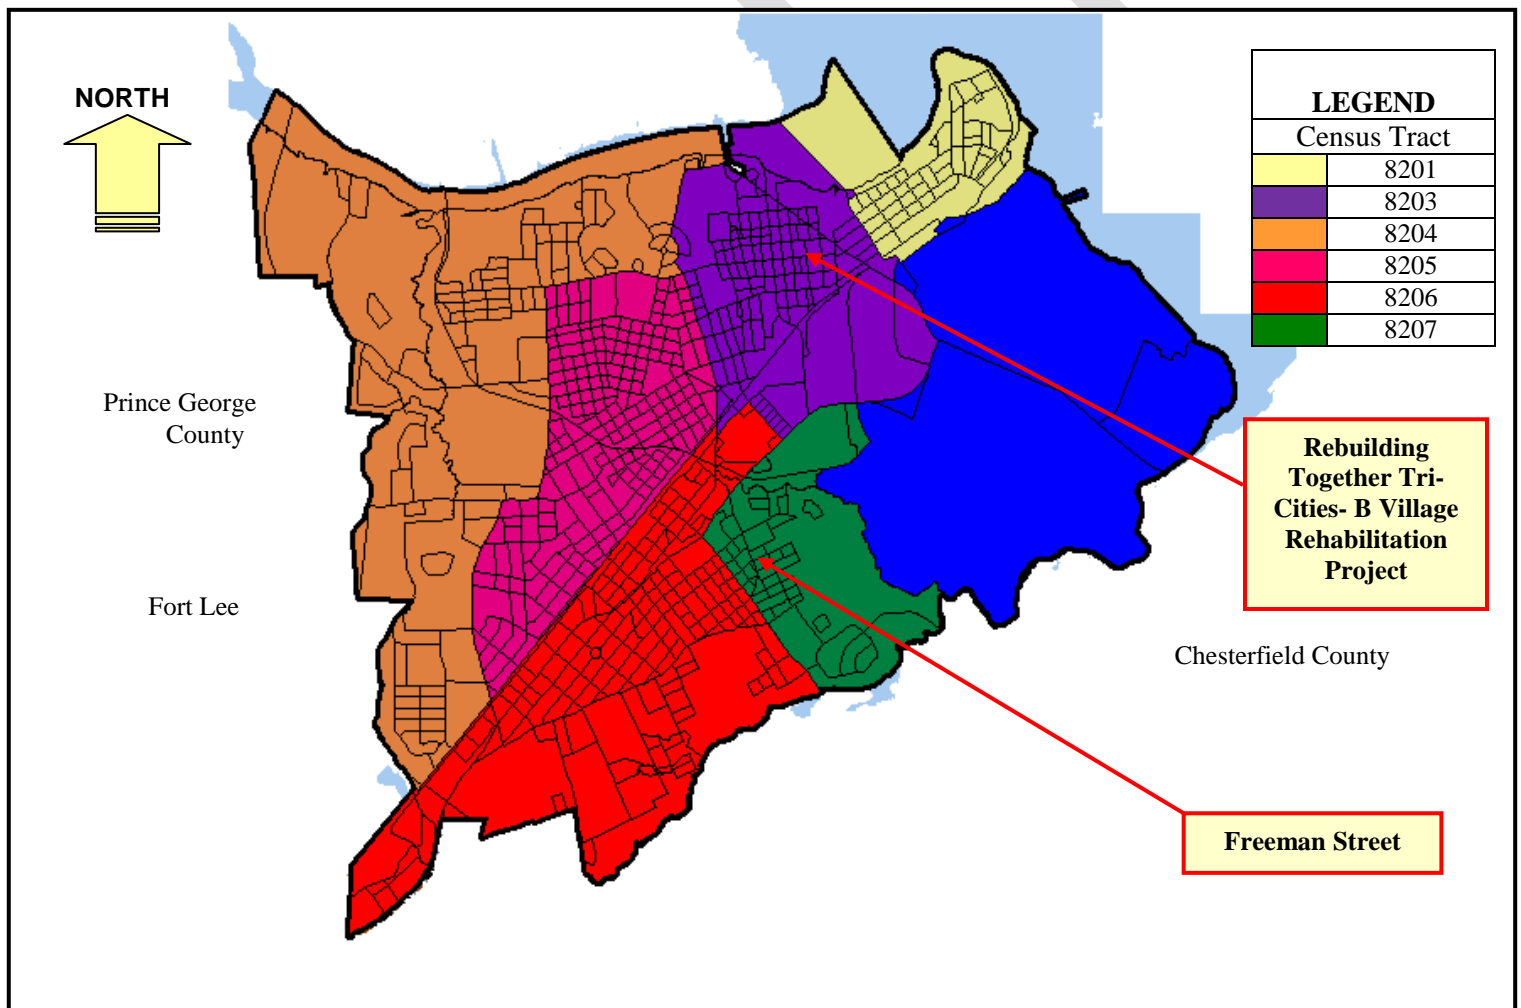 NORTH
LEGEND
Census Tract
8201
8203
8204
8205
8206
8207
Prince George
County
Rebuilding
Together Tri-
Cities- B Village
Rehabilitation
Project
Fort Lee
Chesterfield County
Freeman Street